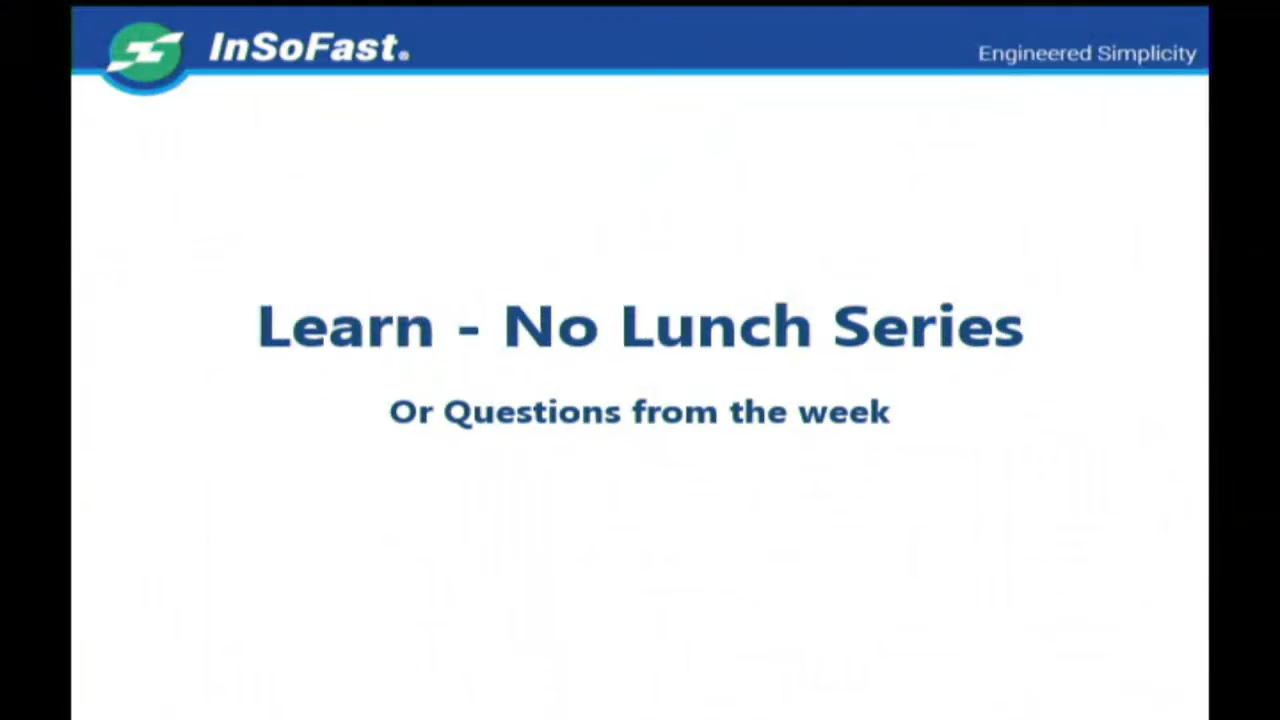 InSoFast®
Engineered Simplicity
Learn - No Lunch Series
Or Questions from the week